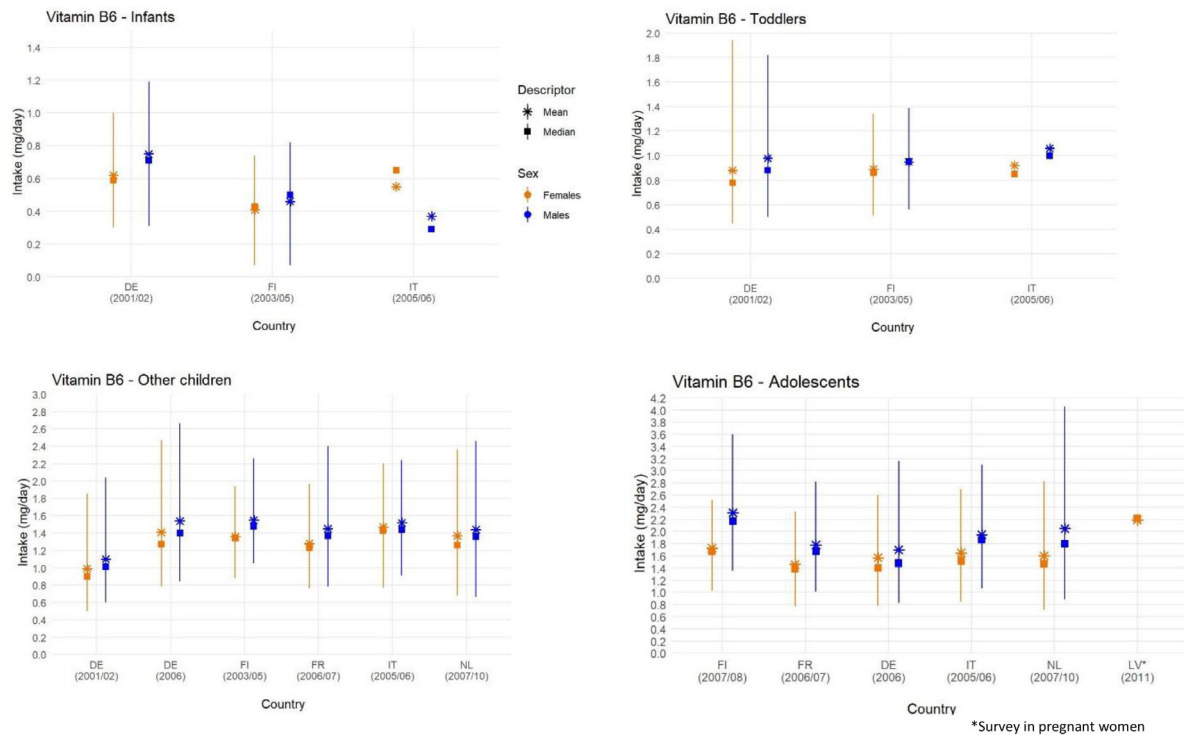 Vitamin B6 - Infants
Intake (mg/day)
1.4
1.2
1.0
0.8
0.6
0.4
0.2
0.0
DE
(2001/02)
FI
(2003/05)
IT
(2005/06)
Country
Descriptor
Mean
Median
Sex
Females
Males
Vitamin B6 - Toddlers
Intake (mg/day)
2.0
1.8
1.6
1.4
1.2
1.0
0.8
0.6
0.4
0.2
0.0
DE
(2001/02)
FI
(2003/05)
IT
(2005/06)
Country
Vitamin B6 - Other children
Intake (mg/day)
3.0
2.8
2.6
2.4
2.2
2.0
1.8
1.6
1.4
1.2
1.0
0.8
0.6
0.4
0.2
0.0
DE
(2001/02)
DE
(2006)
FI
(2003/05)
FR
(2006/07)
IT
(2005/06)
NL
(2007/10)
Country
Vitamin B6 - Adolescents
Intake (mg/day)
4.2
4.0
3.8
3.6
3.4
3.2
3.0
2.8
2.6
2.4
2.2
2.0
1.8
1.6
1.4
1.2
1.0
0.8
0.6
0.4
0.2
0.0
FI
(2007/08)
FR
(2006/07)
DE
(2006)
IT
(2005/06)
NL
(2007/10)
LV*
(2011)
Country
*Survey in pregnant women